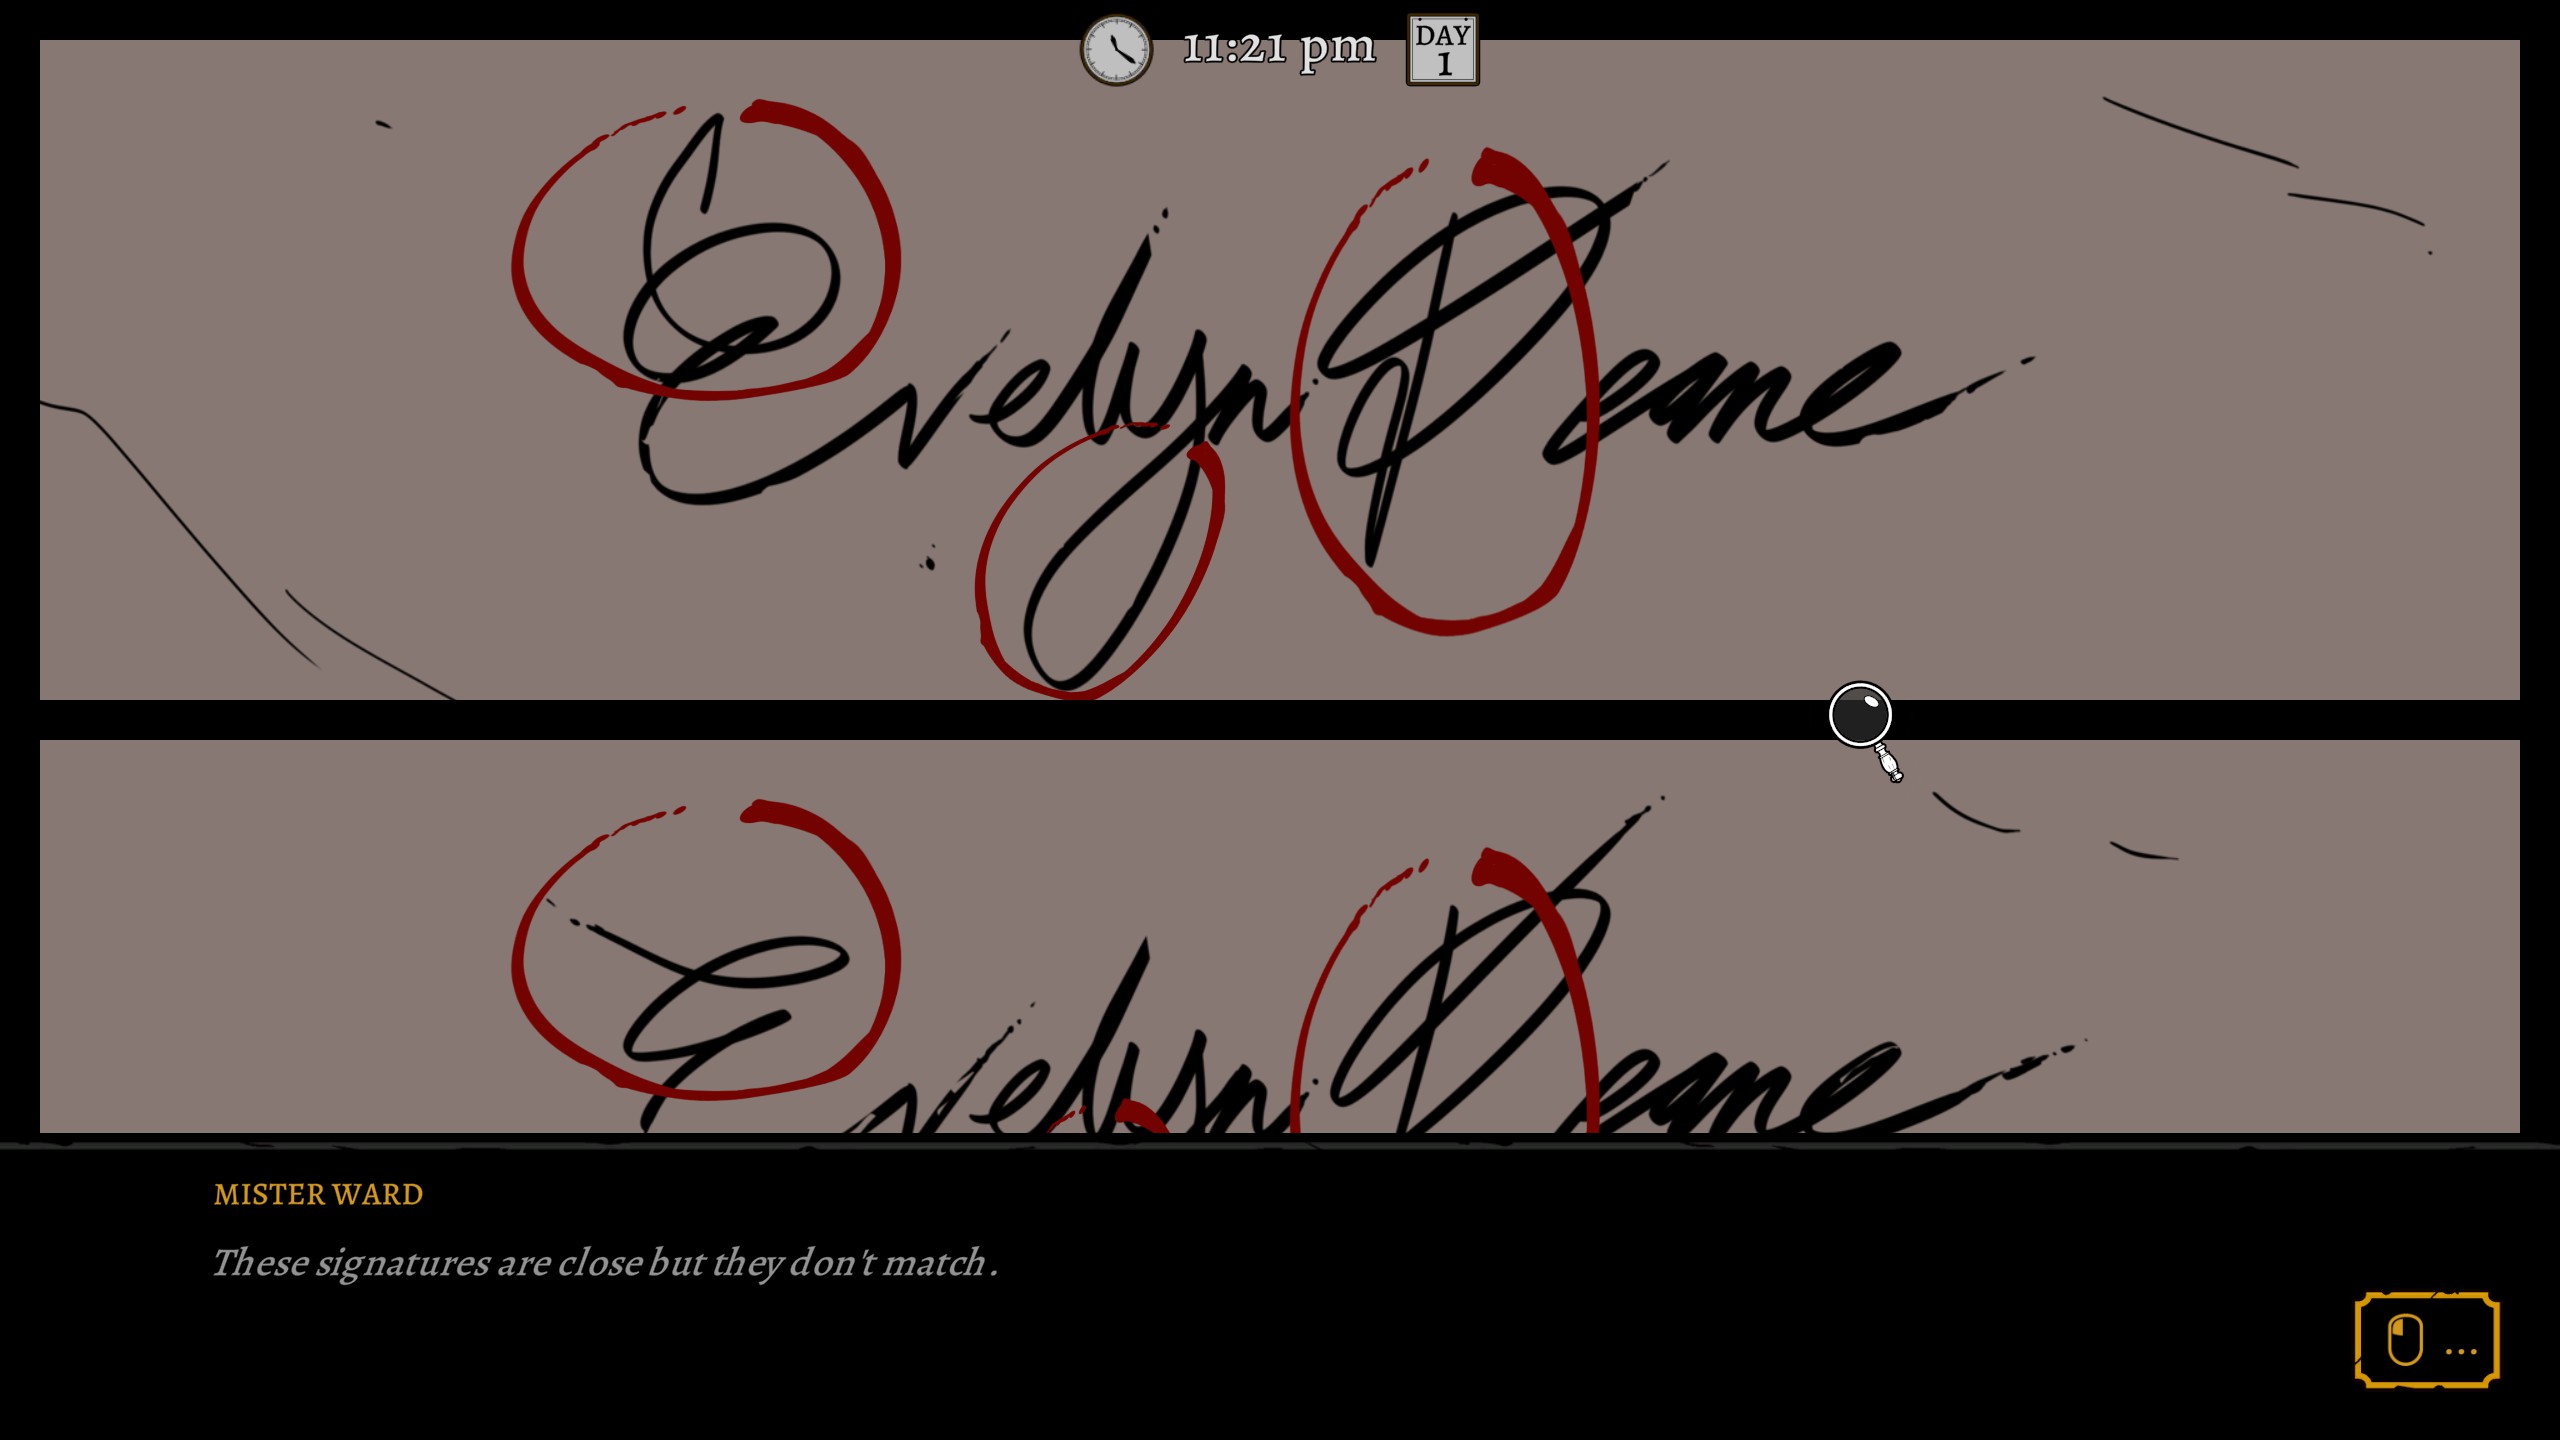 11:21 pm
DAY
1
Evelyn Deane
Evelyn Deane
MISTER WARD
These signatures are close but they don't match.
...